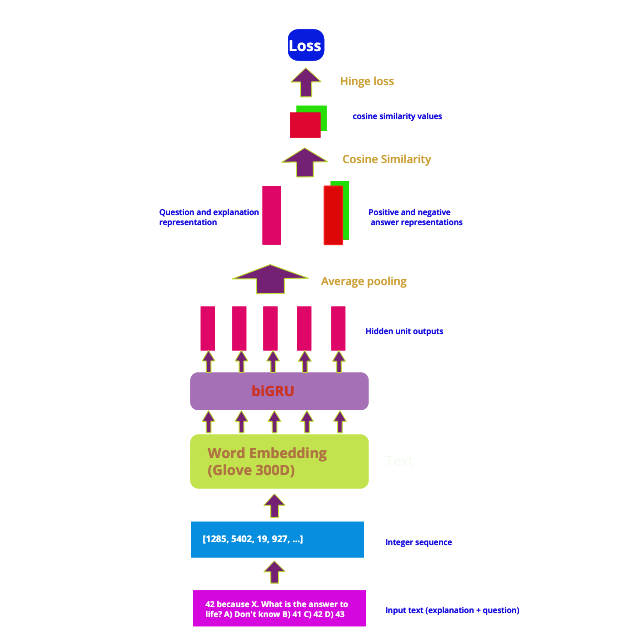 Loss
Hinge loss
cosine similarity values
Cosine Similarity
Question and explanation
representation
Positive and negative
answer representations
Average pooling
Hidden unit outputs
biGRU
Word Embedding
(Glove 300D)
Text
[1285, 5402, 19, 927, ...]
Integer sequence
42 because X. What is the answer to
life? A) Don't know B) 41 C) 42 D) 43
Input text (explanation + question)